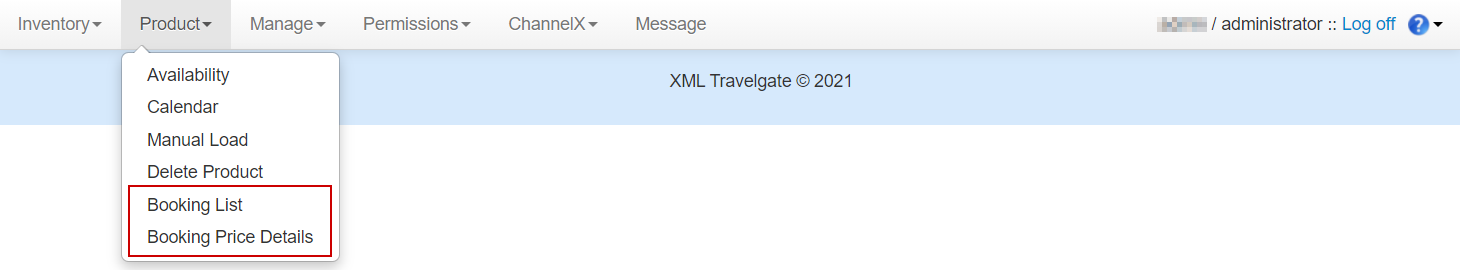 Inventory Product Manage Permissions ChannelX Message / administrator :: Log off ?
Availability
XML Travelgate © 2021
Calendar
Manual Load
Delete Product
Booking List
Booking Price Details